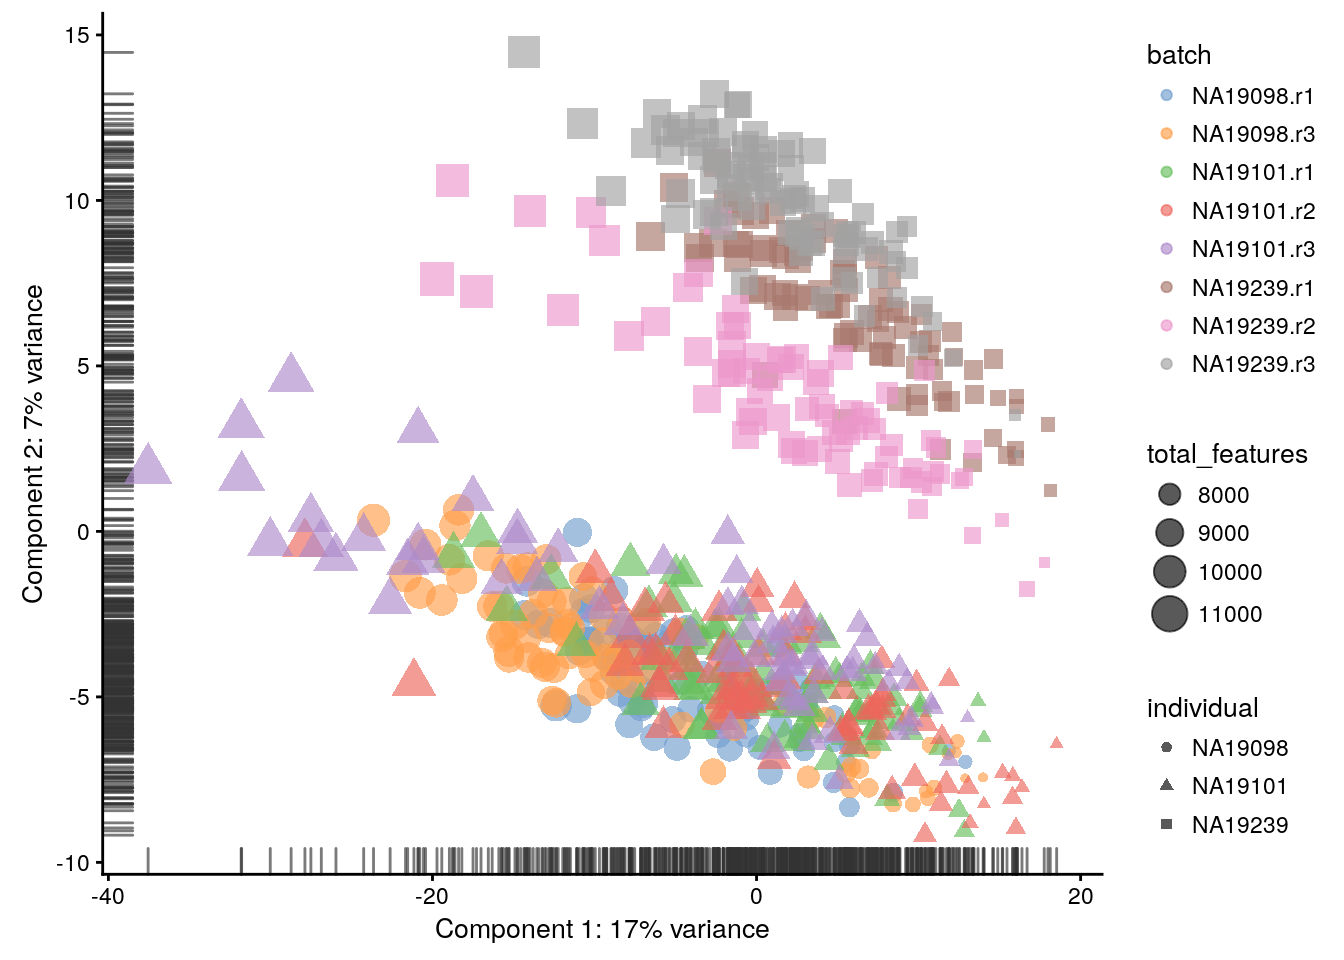 15
10
5
0
-5
-10
Component 2: 7% variance
-40
-20
0
20
Component 1: 17% variance
batch
NA19098.r1
NA19098.r3
NA19101.r1
NA19101.r2
NA19101.r3
NA19239.r1
NA19239.r2
NA19239.r3
total_features
8000
9000
10000
11000
individual
NA19098
NA19101
NA19239